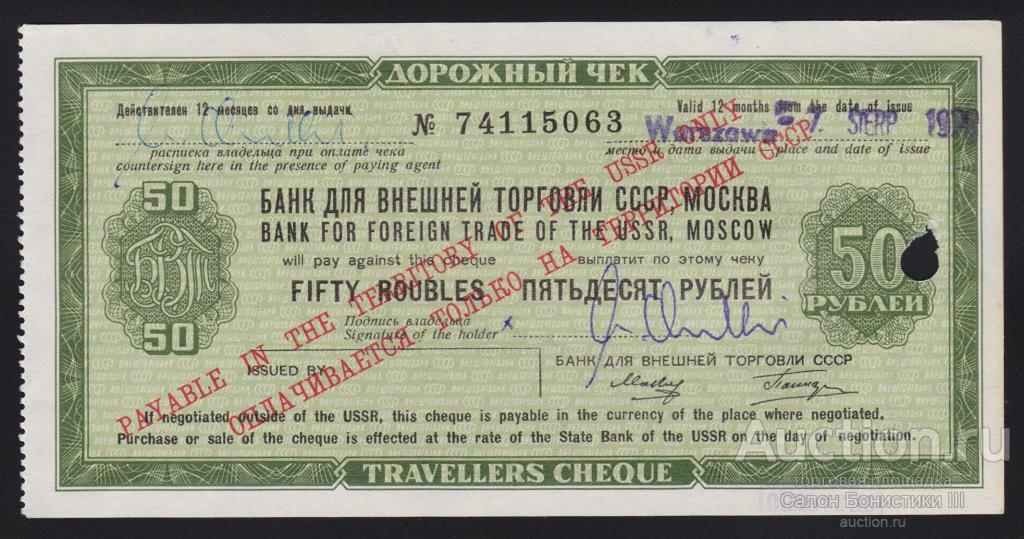 ДОРОЖНЫЙ ЧЕК
Действителен 12 месяцев со дня выдачи.
Valid 12 months from the date of issue
№ 74115063
Warszawa - 7. SIERP
расписка владельца при оплате чека
countersign here in the presence of paying agent
место и дата выдачи place and date of issue
50
БАНК ДЛЯ ВНЕШНЕЙ ТОРГОВЛИ СССР, МОСКВА
BANK FOR FOREIGN TRADE OF THE USSR, MOSCOW
will pay against this cheque выплатит по этому чеку
FIFTY ROUBLES ПЯТЬДЕСЯТ РУБЛЕЙ
БВТ
50
50
РУБЛЕЙ
Подпись владельца
Signature of the holder
ISSUED BY
БАНК ДЛЯ ВНЕШНЕЙ ТОРГОВЛИ СССР
PAYABLE IN THE TERRITORY OF THE USSR ONLY
ОПЛАЧИВАЕТСЯ ТОЛЬКО НА ТЕРРИТОРИИ СССР
If negotiated outside of the USSR, this cheque is payable in the currency of the place where negotiated.
Purchase or sale of the cheque is effected at the rate of the State Bank of the USSR on the day of negotiation.
TRAVELLERS CHEQUE
Auction.ru
торговая площадка
Салон Бонистики III
auction.ru